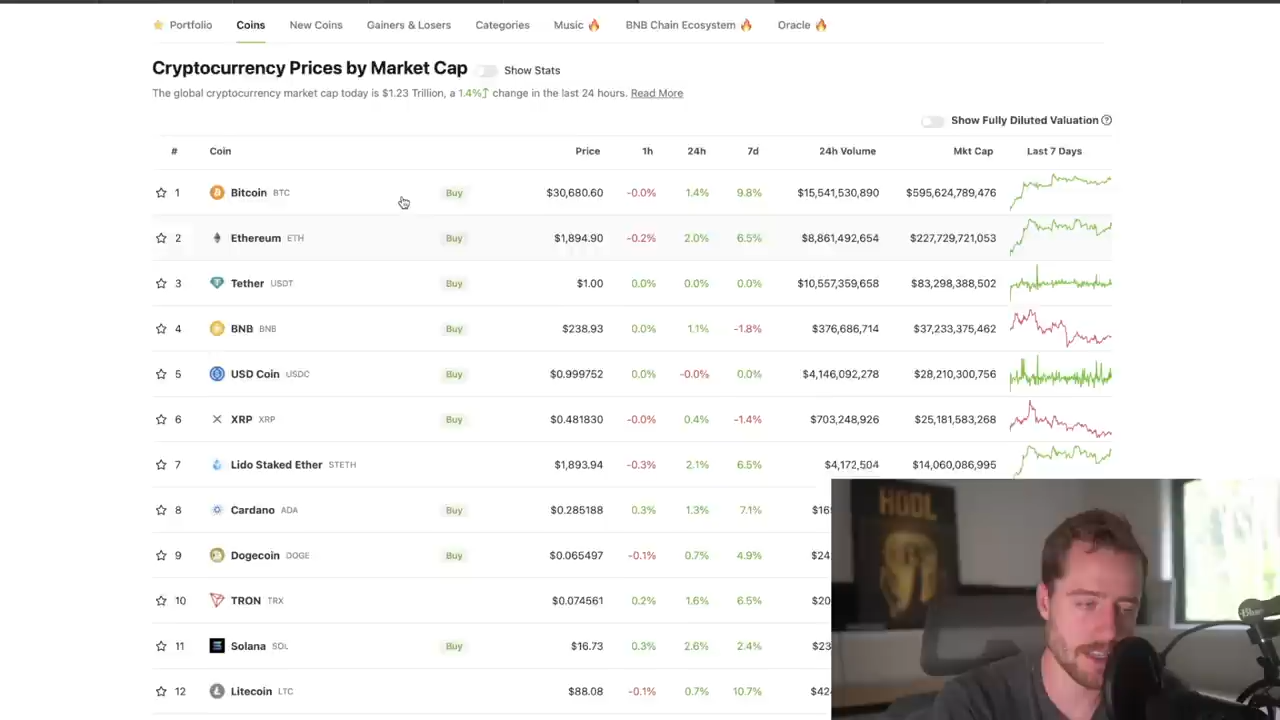 Portfolio Coins New Coins Gainers & Losers Categories Music 🔥 BNB Chain Ecosystem 🔥 Oracle 🔥
Cryptocurrency Prices by Market Cap Show Stats
The global cryptocurrency market cap today is $1.23 Trillion, a 1.4% change in the last 24 hours. Read More
Show Fully Diluted Valuation
# Coin Price 1h 24h 7d 24h Volume Mkt Cap Last 7 Days
1 Bitcoin BTC Buy $30,680.60 -0.0% 1.4% 9.8% $15,541,530,890 $595,624,789,476
2 Ethereum ETH Buy $1,894.90 -0.2% 2.0% 6.5% $8,861,492,654 $227,729,721,053
3 Tether USDT Buy $1.00 0.0% 0.0% 0.0% $10,557,359,658 $83,298,388,502
4 BNB BNB Buy $238.93 0.0% 1.1% -1.8% $376,686,714 $37,233,375,462
5 USD Coin USDC Buy $0.999752 0.0% -0.0% 0.0% $4,146,092,278 $28,210,300,756
6 XRP XRP Buy $0.481830 -0.0% 0.4% -1.4% $703,248,926 $25,181,583,268
7 Lido Staked Ether STETH $1,893.94 -0.3% 2.1% 6.5% $4,172,504 $14,060,086,995
8 Cardano ADA Buy $0.285188 0.3% 1.3% 7.1%
9 Dogecoin DOGE Buy $0.065497 -0.1% 0.7% 4.9% $24
10 TRON TRX $0.074561 0.2% 1.6% 6.5% $20
11 Solana SOL Buy $16.73 0.3% 2.6% 2.4% $23
12 Litecoin LTC $88.08 -0.1% 0.7% 10.7%
HODL